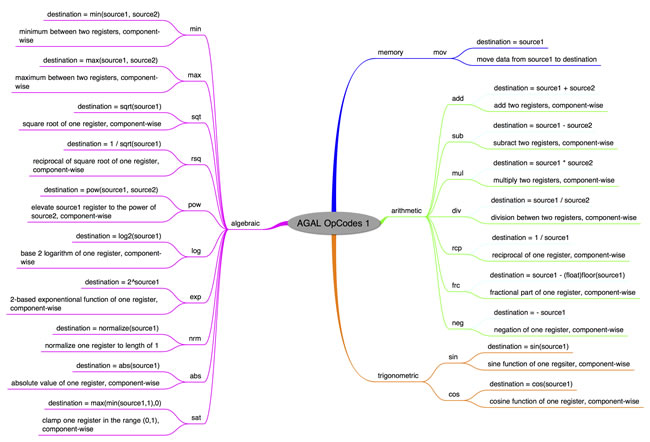 AGAL OpCodes 1
memory
mov
destination = source1
move data from source1 to destination
arithmetic
add
destination = source1 + source2
add two registers, component-wise
sub
destination = source1 - source2
subract two registers, component-wise
mul
destination = source1 * source2
multiply two registers, component-wise
div
destination = source1 / source2
division betwen two registers, component-wise
rcp
destination = 1 / source1
reciprocal of one register, component-wise
frc
destination = source1 - (float)floor(source1)
fractional part of one register, component-wise
neg
destination = - source1
negation of one register, component-wise
trigonometric
sin
destination = sin(source1)
sine function of one regsiter, component-wise
cos
destination = cos(source1)
cosine function of one register, component-wise
algebraic
min
destination = min(source1, source2)
minimum between two registers, component-
wise
max
destination = max(source1, source2)
maximum between two registers, component-
wise
sqt
destination = sqrt(source1)
square root of one register, component-wise
rsq
destination = 1 / sqrt(source1)
reciprocal of square root of one register,
component-wise
pow
destination = pow(source1, source2)
elevate source1 register to the power of
source2, component-wise
log
destination = log2(source1)
base 2 logarithm of one register, component-
wise
exp
destination = 2^source1
2-based exponentional function of one register,
component-wise
nrm
destination = normalize(source1)
normalize one register to length of 1
abs
destination = abs(source1)
absolute value of one register, component-wise
sat
destination = max(min(source1,1),0)
clamp one register in the range (0,1),
component-wise